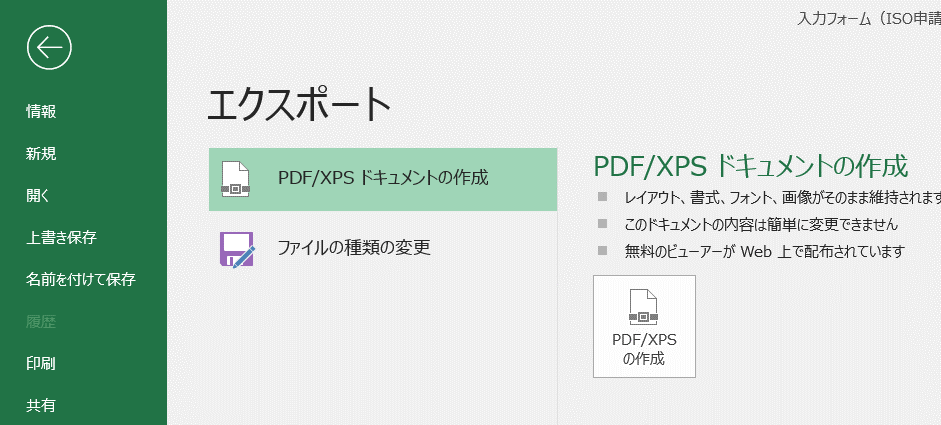 入力フォーム（ISO申請
情報
新規
開く
上書き保存
名前を付けて保存
履歴
印刷
共有
エクスポート
PDF/XPS ドキュメントの作成
ファイルの種類の変更
PDF/XPS ドキュメントの作成
レイアウト、書式、フォント、画像がそのまま維持されます
このドキュメントの内容は簡単に変更できません
無料のビューアーが Web 上で配布されています
PDF/XPS
の作成